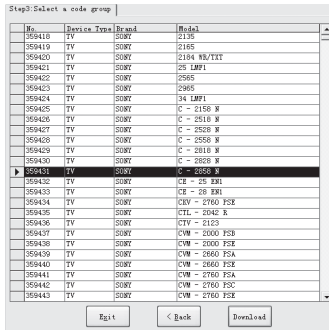 Step3:Select a code group
No. Device Type Brand Model
359418 TV SONY 2135
359419 TV SONY 2165
359420 TV SONY 2184 WB/TXT
359421 TV SONY 25 LMF1
359422 TV SONY 2565
359423 TV SONY 2965
359424 TV SONY 34 LMF1
359425 TV SONY C - 2158 N
359426 TV SONY C - 2518 N
359427 TV SONY C - 2528 N
359428 TV SONY C - 2558 N
359429 TV SONY C - 2818 N
359430 TV SONY C - 2828 N
359431 TV SONY C - 2858 N
359432 TV SONY CE - 25 EN1
359433 TV SONY CE - 28 EN1
359434 TV SONY CEV - 2760 PSE
359435 TV SONY CTL - 2042 R
359436 TV SONY CTV - 2123
359437 TV SONY CVM - 2000 PSB
359438 TV SONY CVM - 2000 PSE
359439 TV SONY CVM - 2660 PSE
359440 TV SONY CVM - 2660 PSA
359441 TV SONY CVM - 2760 PSA
359442 TV SONY CVM - 2760 PSC
359443 TV SONY CVM - 2760 PSE
Exit < Back Download